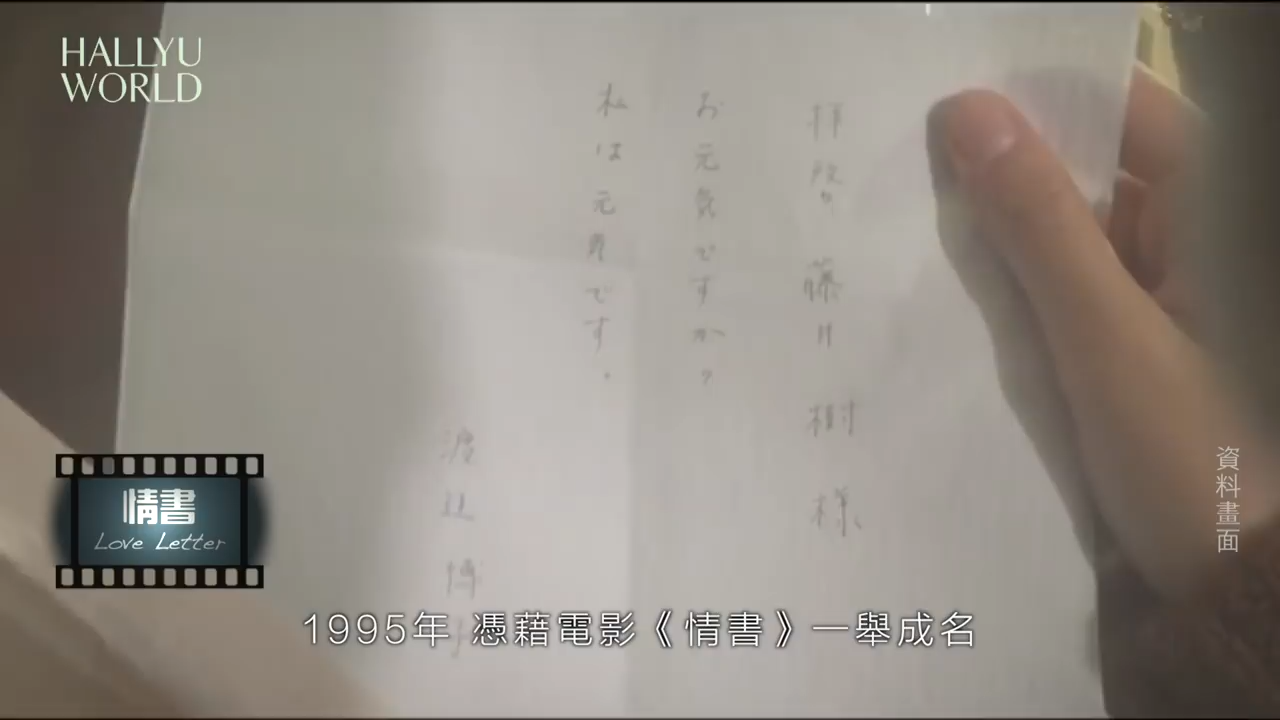 HALLYU
WORLD
拝啓 藤井樹様
お元気ですか?
私は元気です.
渡辺博
情書
Love Letter
資料畫面
1995年 憑藉電影《情書》一舉成名